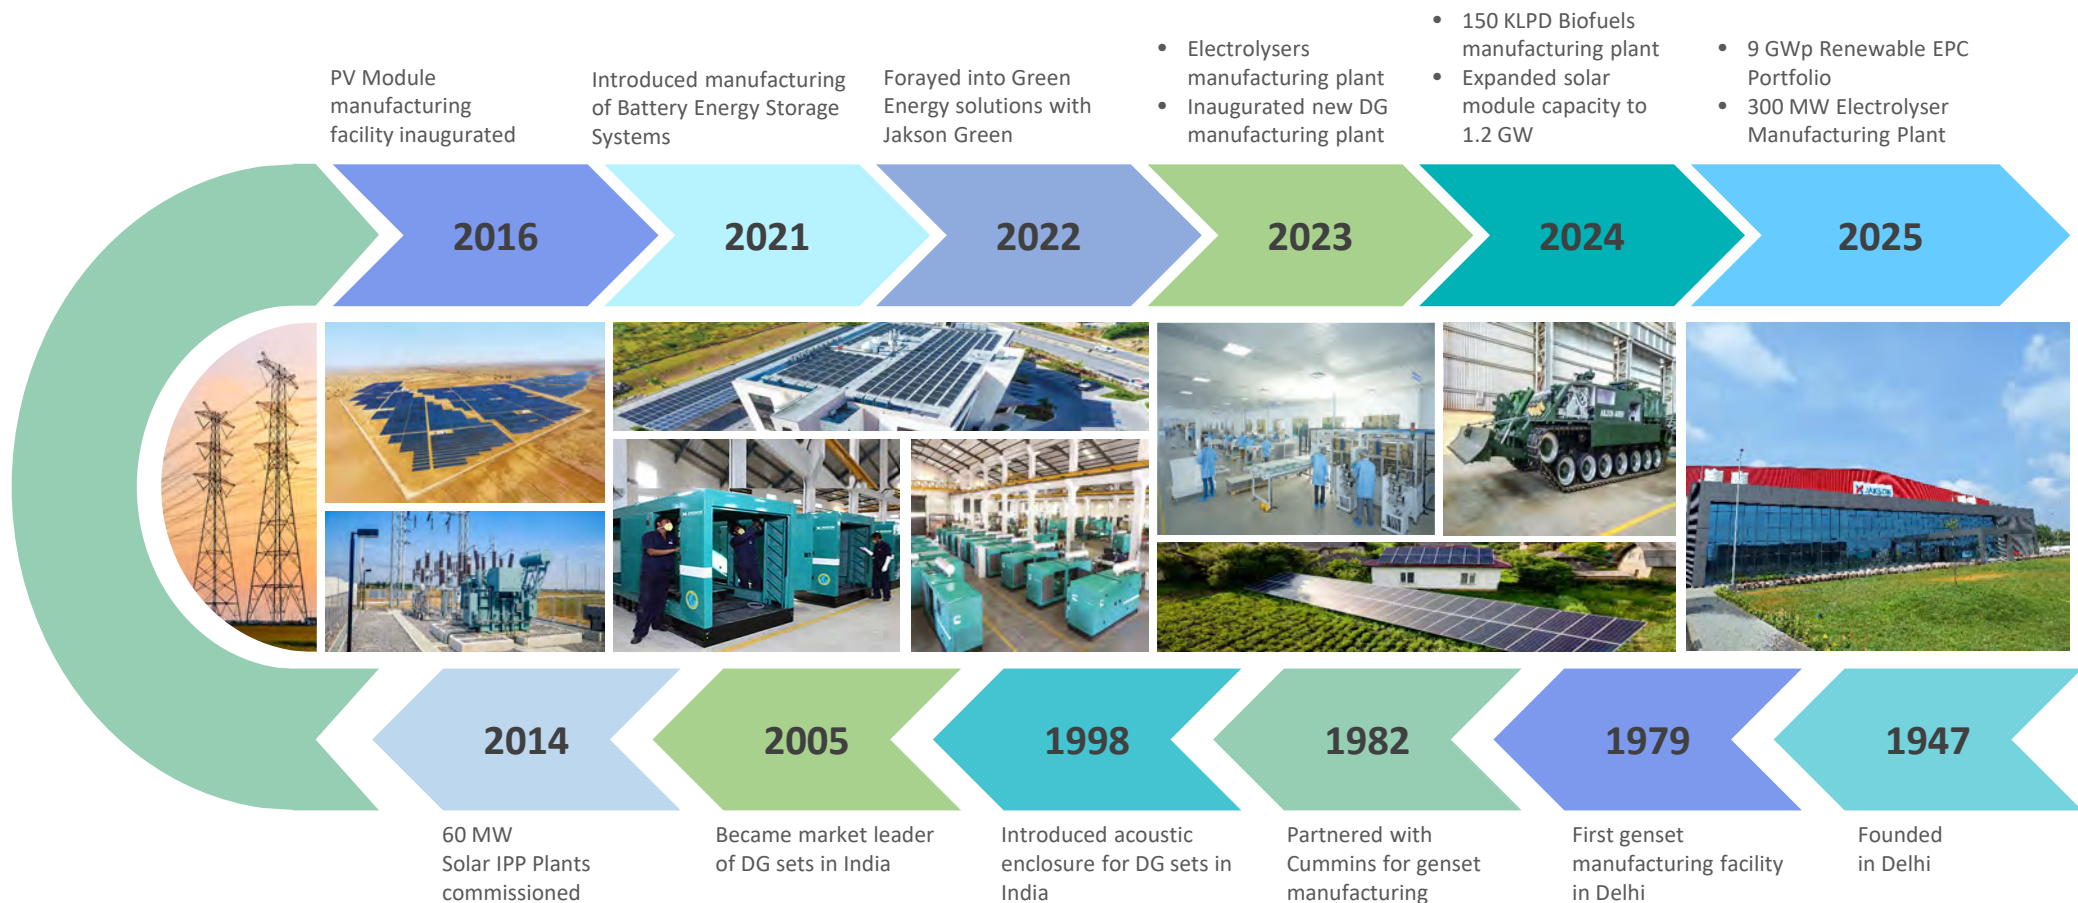 PV Module
manufacturing
facility inaugurated
Introduced manufacturing
of Battery Energy Storage
Systems
Forayed into Green
Energy solutions with
Jakson Green
• Electrolysers
manufacturing plant
• Inaugurated new DG
manufacturing plant
• 150 KLPD Biofuels
manufacturing plant
• Expanded solar
module capacity to
1.2 GW
• 9 GWp Renewable EPC
Portfolio
• 300 MW Electrolyser
Manufacturing Plant
2016
2021
2022
2023
2024
2025
JAKSON
2014
2005
1998
1982
1979
1947
60 MW
Solar IPP Plants
commissioned
Became market leader
of DG sets in India
Introduced acoustic
enclosure for DG sets in
India
Partnered with
Cummins for genset
manufacturing
First genset
manufacturing facility
in Delhi
Founded
in Delhi